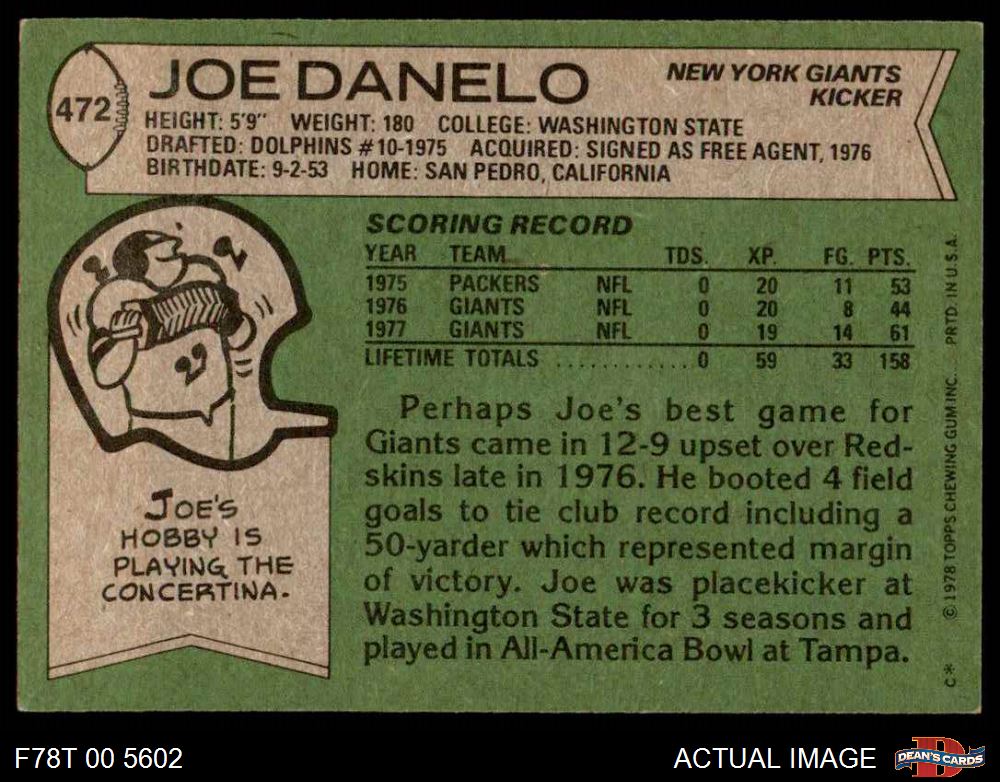 472
JOE DANELO
NEW YORK GIANTS
KICKER
HEIGHT: 5'9" WEIGHT: 180 COLLEGE: WASHINGTON STATE
DRAFTED: DOLPHINS #10-1975 ACQUIRED: SIGNED AS FREE AGENT, 1976
BIRTHDATE: 9-2-53 HOME: SAN PEDRO, CALIFORNIA
SCORING RECORD
YEAR TEAM TDS. XP. FG. PTS.
1975 PACKERS NFL 0 20 11 53
1976 GIANTS NFL 0 20 8 44
1977 GIANTS NFL 0 19 14 61
LIFETIME TOTALS ............ 0 59 33 158
Perhaps Joe's best game for
Giants came in 12-9 upset over Red-
skins late in 1976. He booted 4 field
goals to tie club record including a
50-yarder which represented margin
of victory. Joe was placekicker at
Washington State for 3 seasons and
played in All-America Bowl at Tampa.
JOE'S
HOBBY IS
PLAYING THE
CONCERTINA.
© 1978 TOPPS CHEWING GUM INC. PRTD. IN U.S.A.
C*
F78T 00 5602
ACTUAL IMAGE
D
DEAN'S CARDS